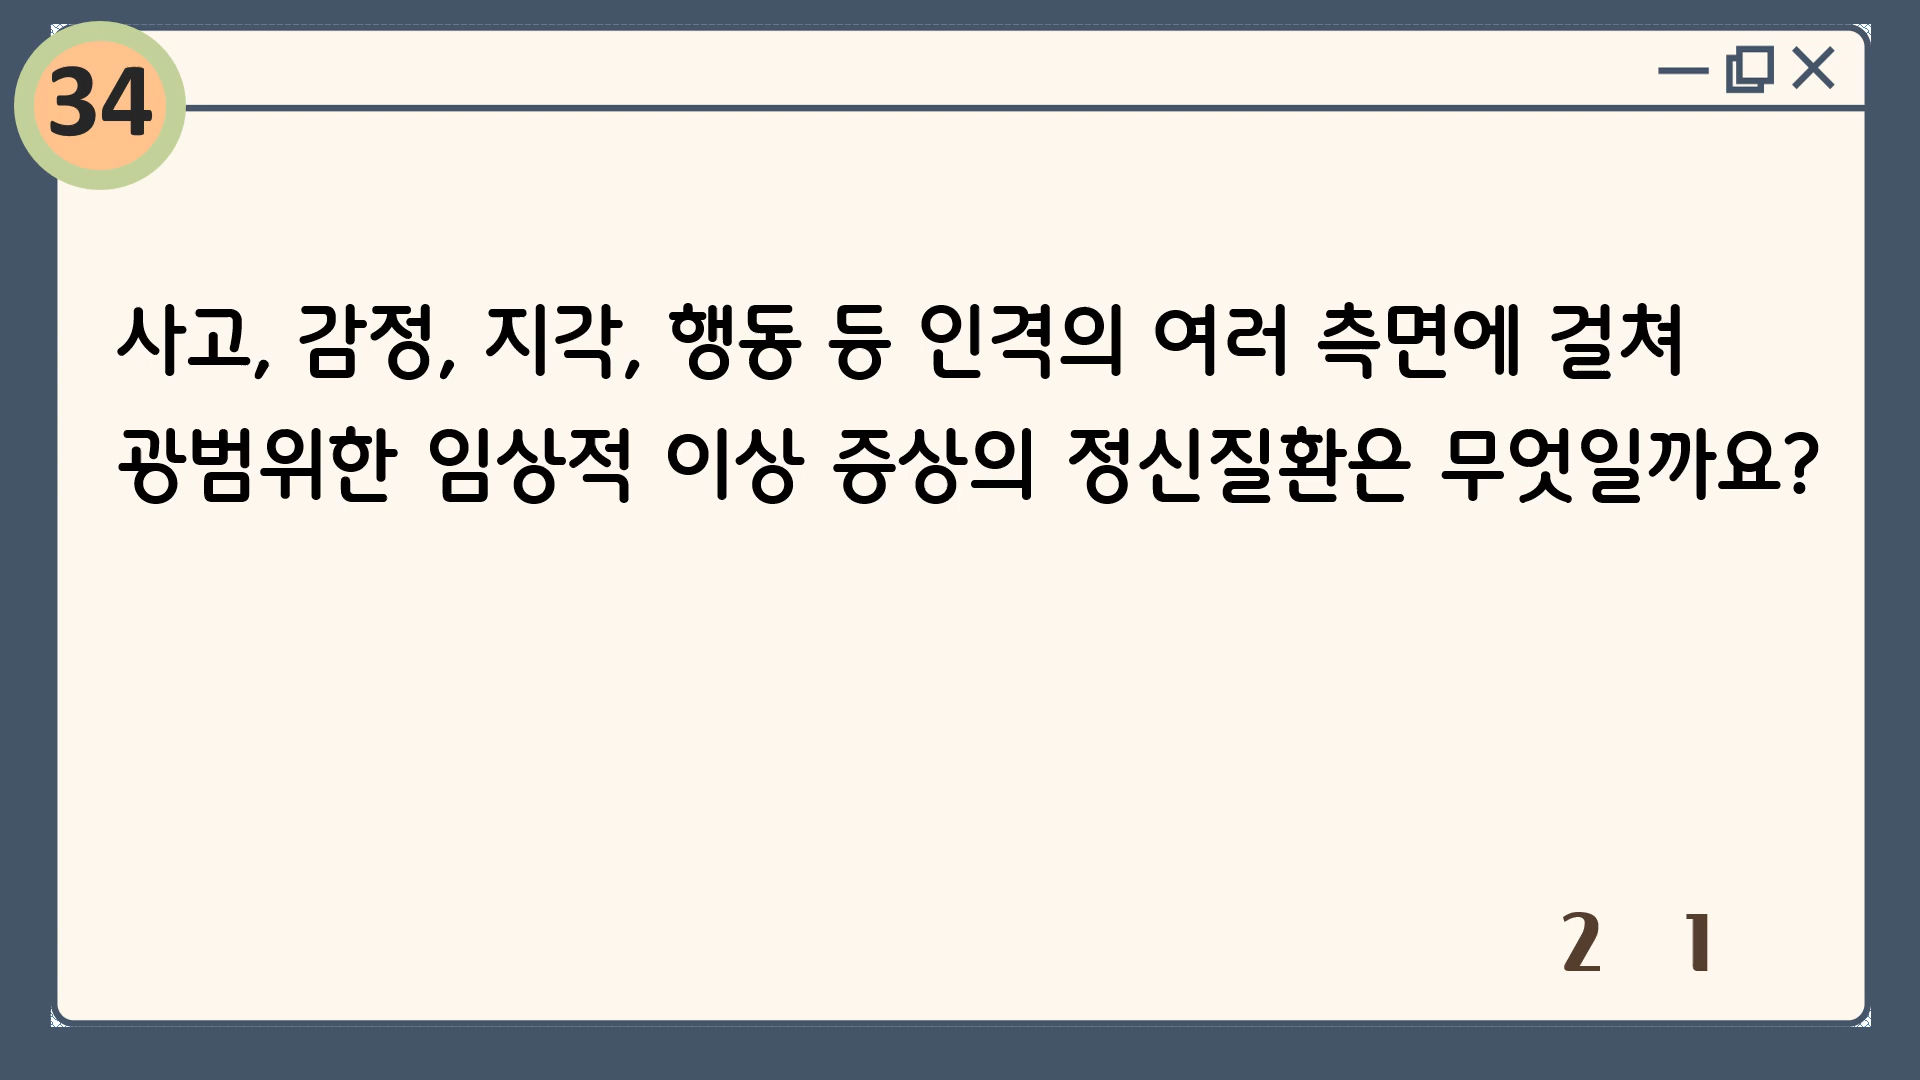 34
사고, 감정, 지각, 행동 등 인격의 여러 측면에 걸쳐
광범위한 임상적 이상 증상의 정신질환은 무엇일까요?
2 1